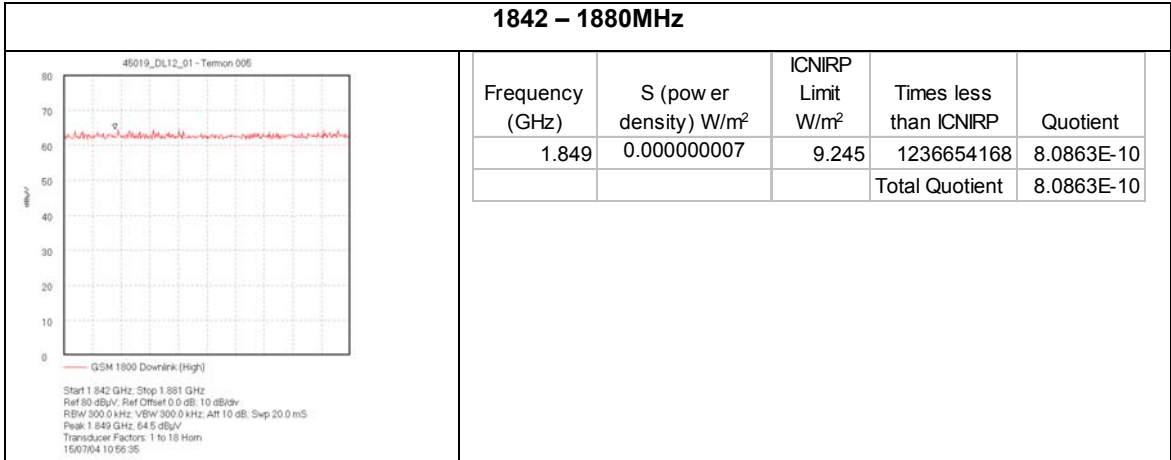 1842 – 1880MHz
45019_DL12_01 - Termon 005
80
70
60
50
dBµV
40
30
20
10
0
GSM 1800 Downlink (High)
Start 1.842 GHz; Stop 1.881 GHz
Ref 80 dBµV; Ref Offset 0.0 dB; 10 dB/div
RBW 300.0 kHz; VBW 300.0 kHz; Att 10 dB; Swp 20.0 mS
Peak 1.849 GHz, 64.5 dBµV
Transducer Factors: 1 to 18 Horn
15/07/04 10:56:35
Frequency (GHz) S (pow er density) W/m² ICNIRP Limit W/m² Times less than ICNIRP Quotient
1.849 0.000000007 9.245 1236654168 8.0863E-10
Total Quotient 8.0863E-10